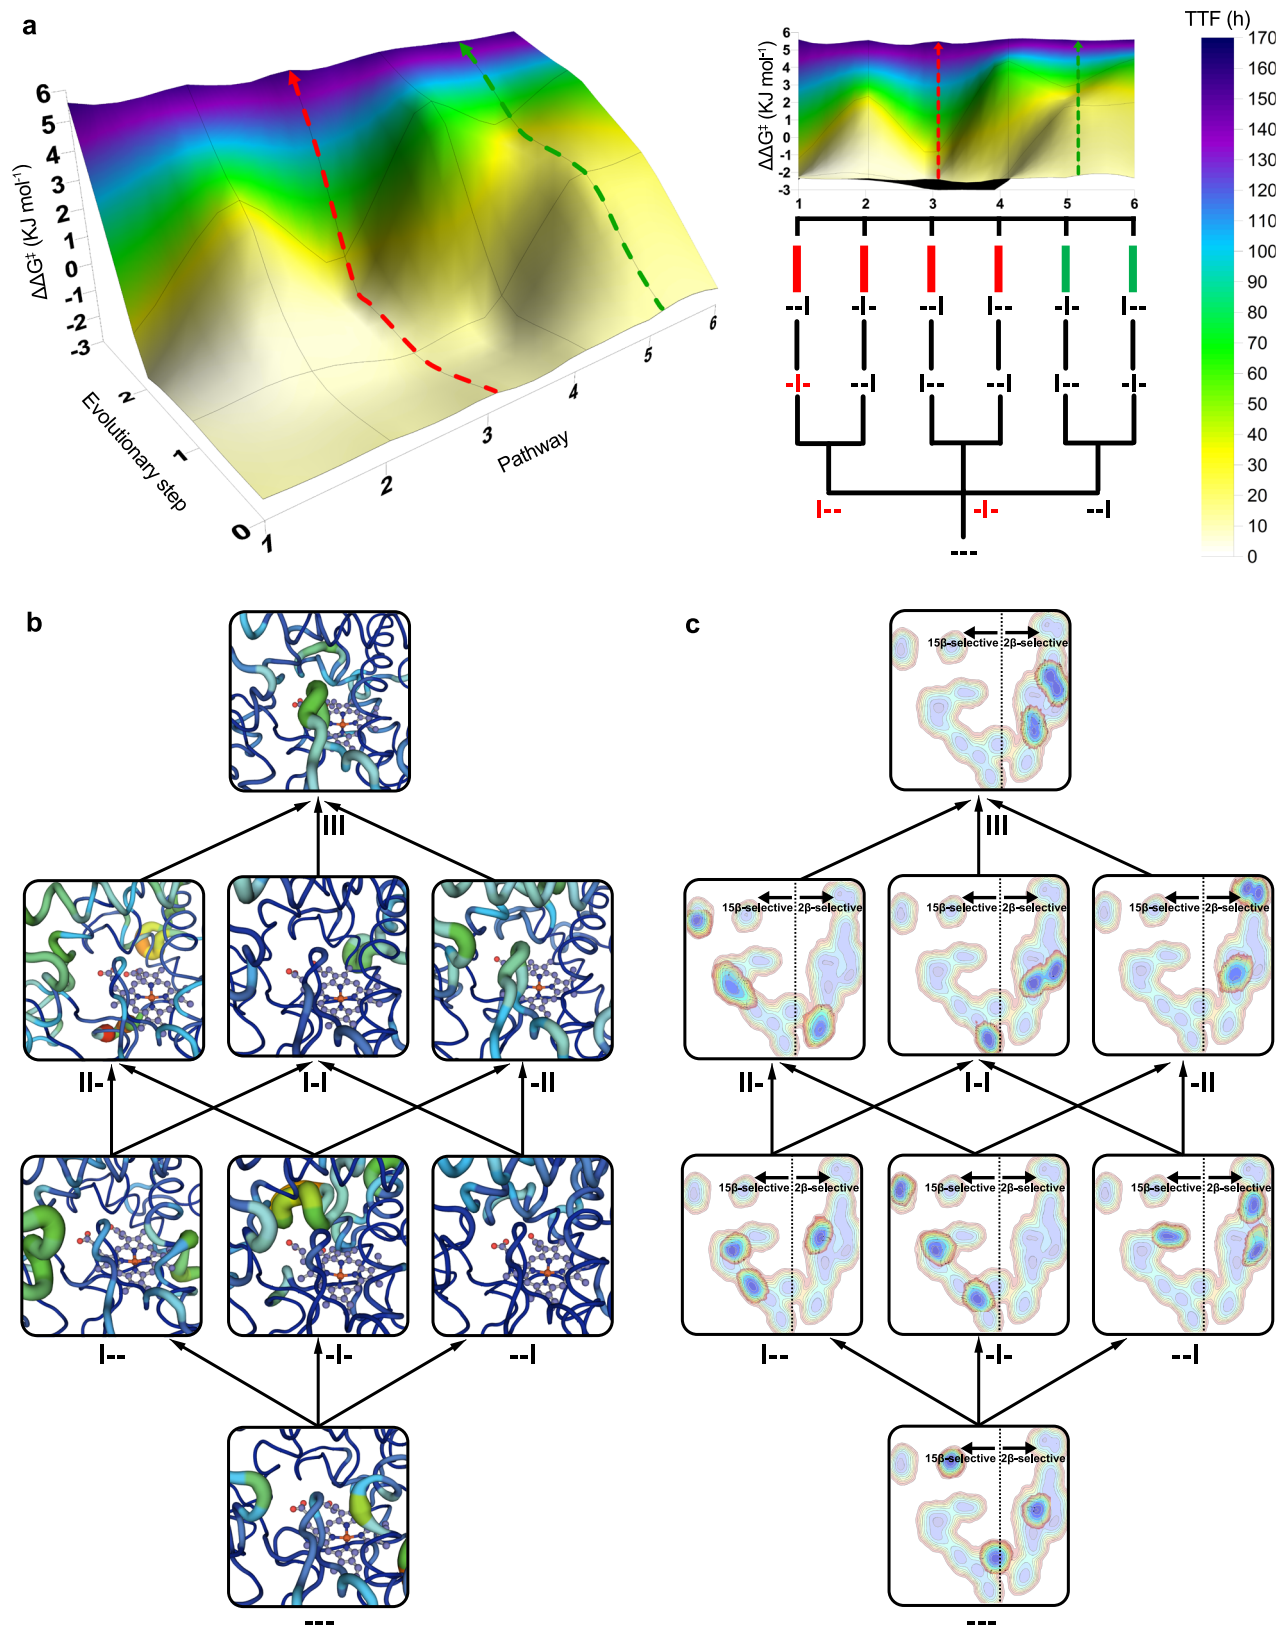 a
6
5
4
3
2
1
0
-1
-2
-3
ΔΔG‡ (KJ mol-1)
2
1
0
Evolutionary step
1
2
3
4
5
6
Pathway
6
5
4
3
2
1
0
-1
-2
-3
ΔΔG‡ (KJ mol-1)
1 2 3 4 5 6
--I -I- --I I-- -I- I--
-I- --I I-- --I I-- -I-
I-- -I- --I
---
TTF (h)
170
160
150
140
130
120
110
100
90
80
70
60
50
40
30
20
10
0
b
III
II- I-I -II
I-- -I- --I
---
c
15β-selective 2β-selective
III
15β-selective 2β-selective
15β-selective 2β-selective
15β-selective 2β-selective
II- I-I -II
15β-selective 2β-selective
15β-selective 2β-selective
15β-selective 2β-selective
I-- -I- --I
15β-selective 2β-selective
---